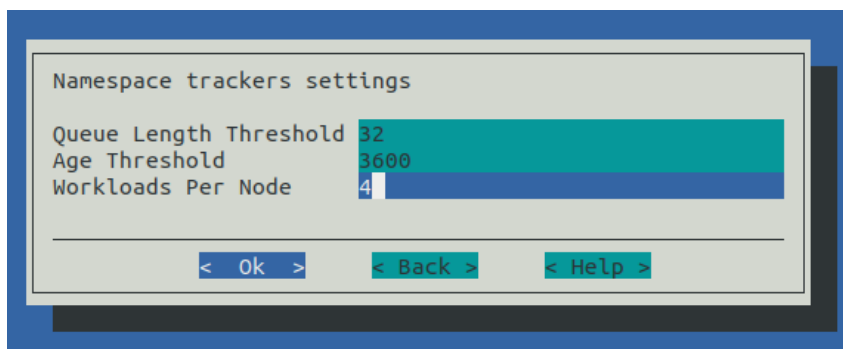 Namespace trackers settings
Queue Length Threshold 32
Age Threshold 3600
Workloads Per Node 4
< Ok > < Back > < Help >